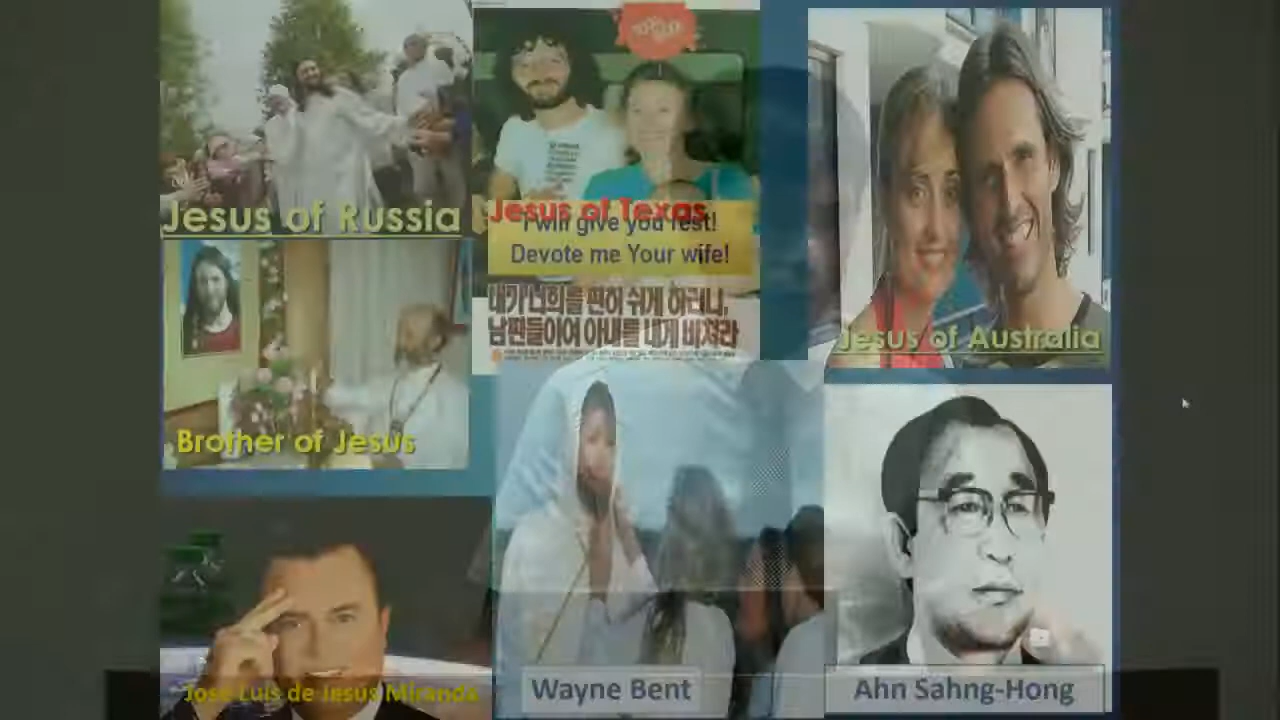 Jesus of Russia
Jesus of Texas
I will give you rest!
Devote me Your wife!
내가 너희를 편히 쉬게 하리니,
남편들이여 아내를 내게 바쳐라
Jesus of Australia
Brother of Jesus
Jose Luis de Jesus Miranda
Wayne Bent
Ahn Sahng-Hong